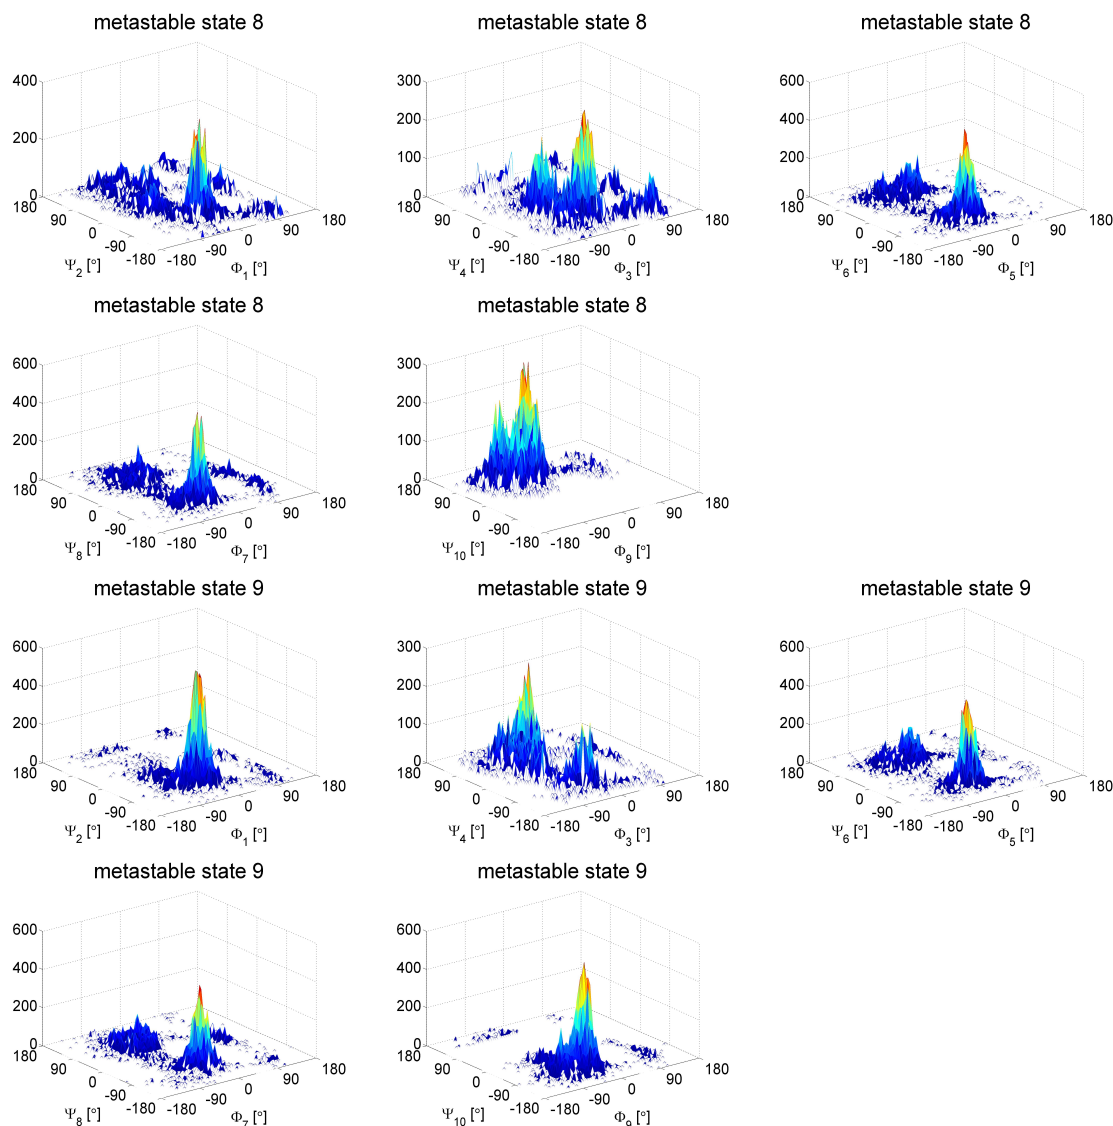 metastable state 8 metastable state 8 metastable state 8
400 300 600
200 200 400
100 200
0 0 0
180 90 0 -90 -180 -180 -90 0 90 180
180 90 0 -90 -180 -180 -90 0 90 180
180 90 0 -90 -180 -180 -90 0 90 180
Ψ2 [°] Φ1 [°] Ψ4 [°] Φ3 [°] Ψ6 [°] Φ5 [°]
metastable state 8 metastable state 8
600 300
400 200
200 100
0 0
180 90 0 -90 -180 -180 -90 0 90 180
180 90 0 -90 -180 -180 -90 0 90 180
Ψ8 [°] Φ7 [°] Ψ10 [°] Φ9 [°]
metastable state 9 metastable state 9 metastable state 9
600 300 600
400 200 400
200 100 200
0 0 0
180 90 0 -90 -180 -180 -90 0 90 180
180 90 0 -90 -180 -180 -90 0 90 180
180 90 0 -90 -180 -180 -90 0 90 180
Ψ2 [°] Φ1 [°] Ψ4 [°] Φ3 [°] Ψ6 [°] Φ5 [°]
metastable state 9 metastable state 9
600 600
400 400
200 200
0 0
180 90 0 -90 -180 -180 -90 0 90 180
180 90 0 -90 -180 -180 -90 0 90 180
Ψ8 [°] Φ7 [°] Ψ10 [°] Φ9 [°]